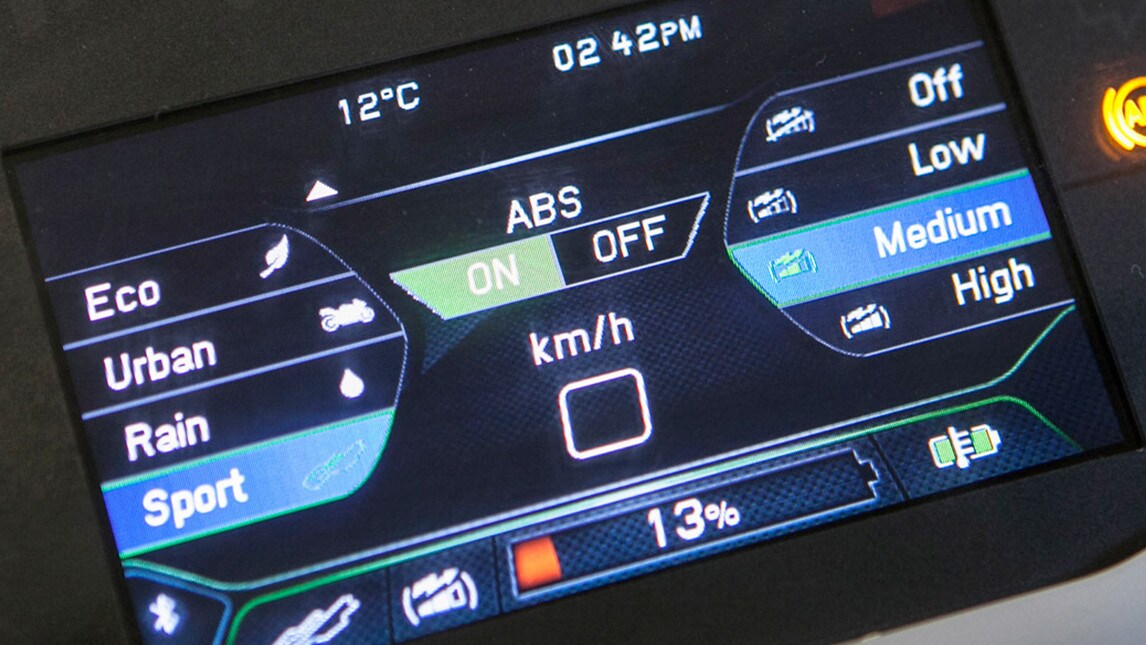 02 42PM
12°C
Off
Low
Medium
High
ABS
ON OFF
km/h
Eco
Urban
Rain
Sport
13%